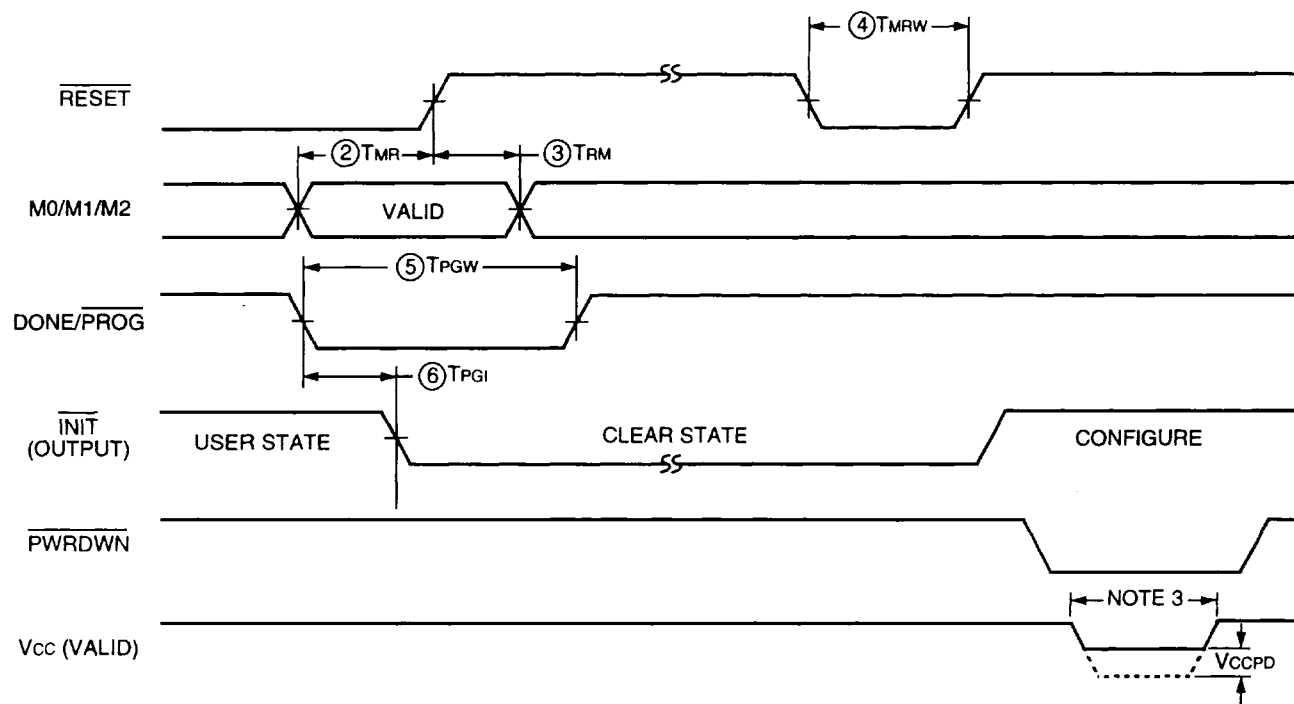 ④TMRW
RESET
②TMR
③TRM
M0/M1/M2
VALID
⑤TPGW
DONE/PROG
⑥TPGI
INIT
(OUTPUT)
USER STATE
CLEAR STATE
CONFIGURE
PWRDWN
NOTE 3
VCC (VALID)
VCCPD